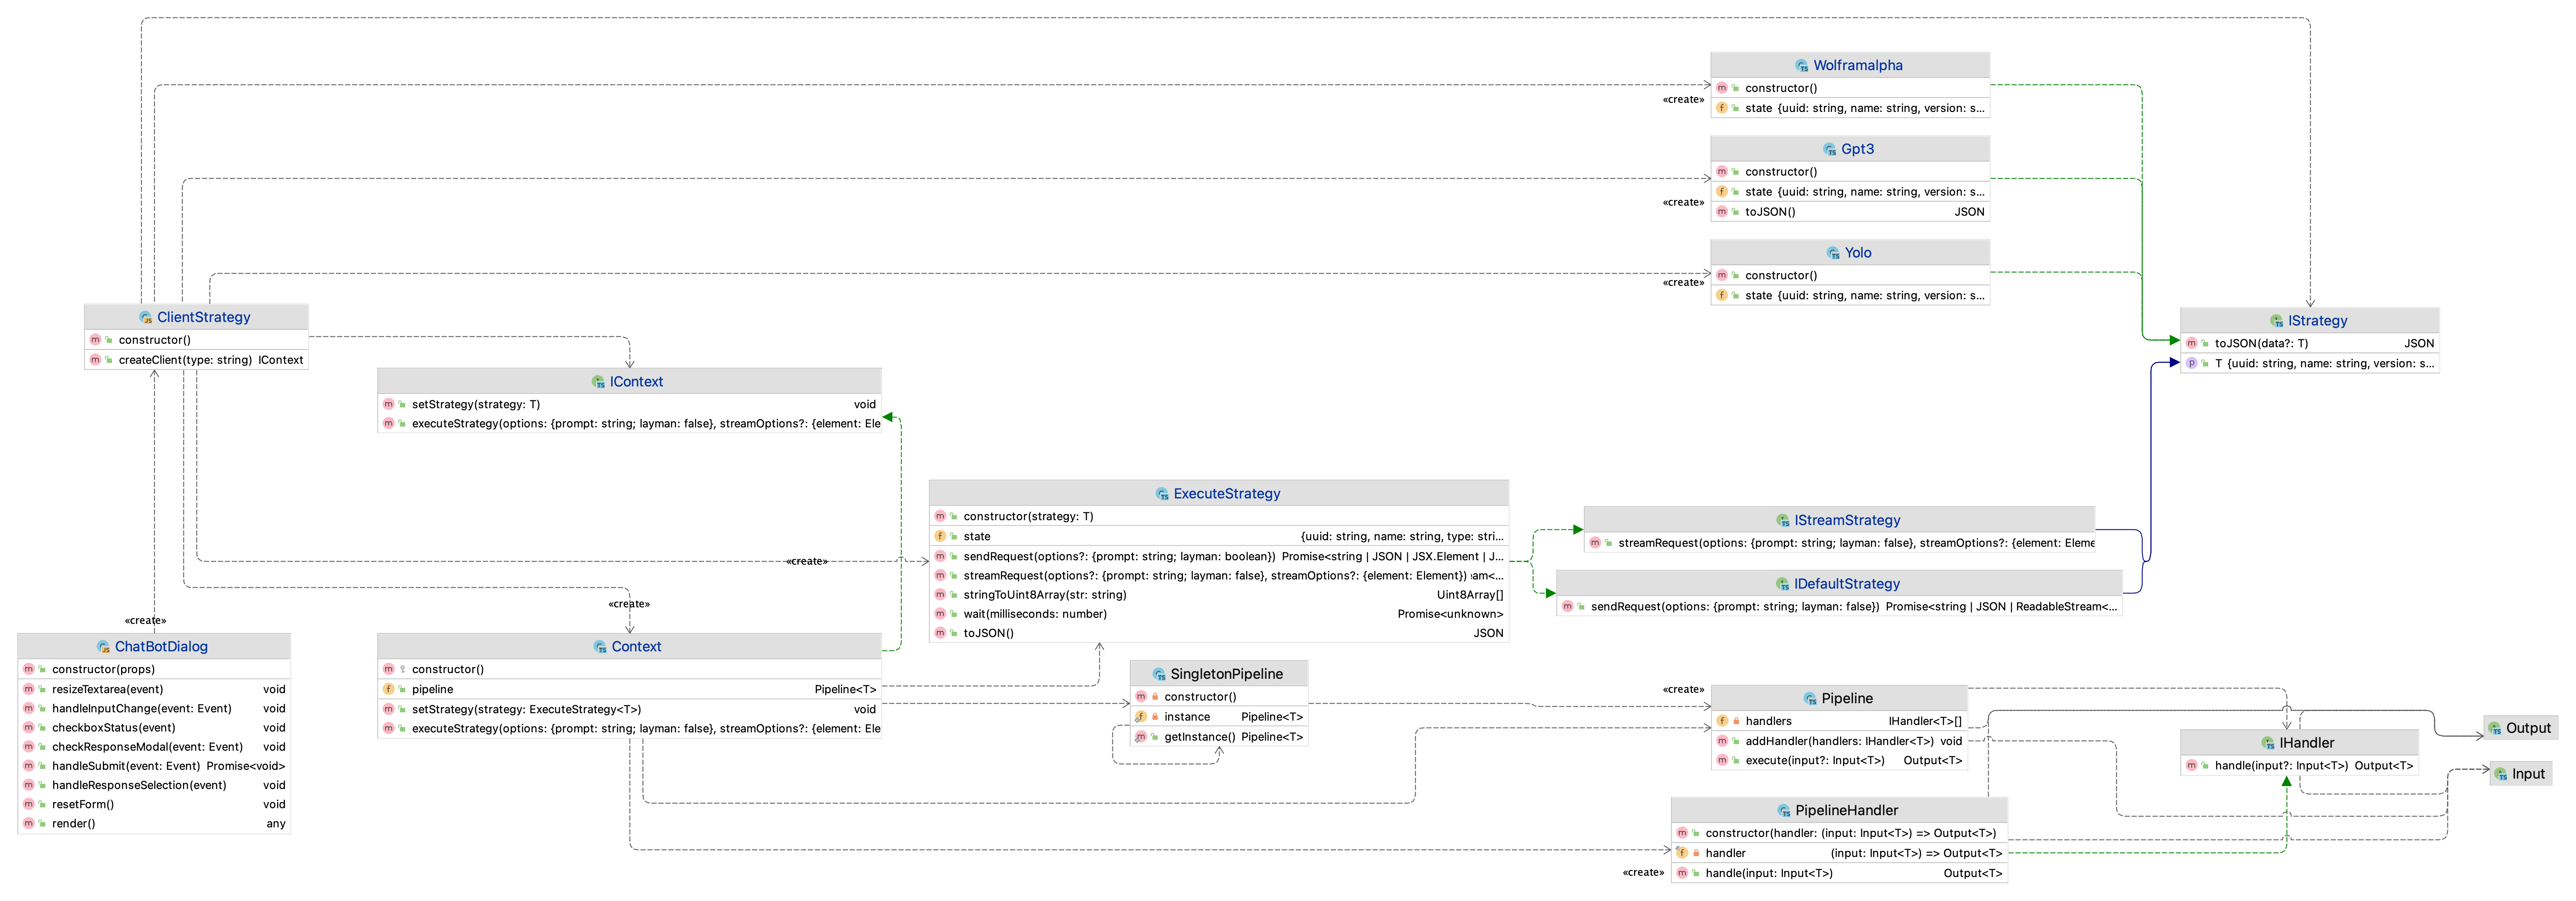 Wolframalpha
constructor()
«create»
state {uuid: string, name: string, version: s...
Gpt3
constructor()
state {uuid: string, name: string, version: s...
«create»
toJSON() JSON
Yolo
constructor()
«create»
state {uuid: string, name: string, version: s...
ClientStrategy
constructor()
createClient(type: string) IContext
IStrategy
toJSON(data?: T) JSON
T {uuid: string, name: string, version: s...
IContext
setStrategy(strategy: T) void
executeStrategy(options: {prompt: string; layman: false}, streamOptions?: {element: Ele
ExecuteStrategy
constructor(strategy: T)
state {uuid: string, name: string, type: stri...
sendRequest(options?: {prompt: string; layman: boolean}) Promise<string | JSON | JSX.Element | J...
streamRequest(options?: {prompt: string; layman: false}, streamOptions?: {element: Element}) eam<...
stringToUint8Array(str: string) Uint8Array[]
wait(milliseconds: number) Promise<unknown>
toJSON() JSON
«create»
IStreamStrategy
streamRequest(options: {prompt: string; layman: false}, streamOptions?: {element: Eleme
IDefaultStrategy
sendRequest(options: {prompt: string; layman: false}) Promise<string | JSON | ReadableStream<...
«create»
«create»
ChatBotDialog
constructor(props)
resizeTextarea(event) void
handleInputChange(event: Event) void
checkboxStatus(event) void
checkResponseModal(event: Event) void
handleSubmit(event: Event) Promise<void>
handleResponseSelection(event) void
resetForm() void
render() any
Context
constructor()
pipeline Pipeline<T>
setStrategy(strategy: ExecuteStrategy<T>) void
executeStrategy(options: {prompt: string; layman: false}, streamOptions?: {element: Ele
SingletonPipeline
constructor()
instance Pipeline<T>
getInstance() Pipeline<T>
«create»
Pipeline
handlers IHandler<T>[]
addHandler(handlers: IHandler<T>) void
execute(input?: Input<T>) Output<T>
IHandler
handle(input?: Input<T>) Output<T>
Output
Input
PipelineHandler
constructor(handler: (input: Input<T>) => Output<T>)
handler (input: Input<T>) => Output<T>
«create»
handle(input: Input<T>) Output<T>